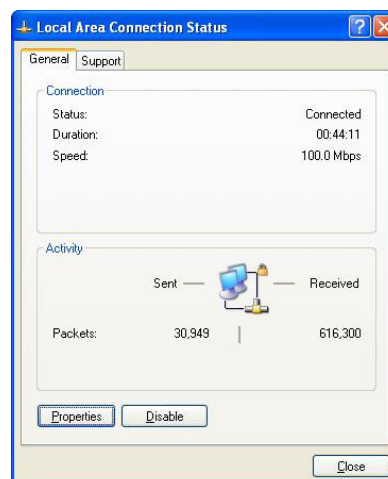 Local Area Connection Status
General Support
Connection
Status: Connected
Duration: 00:44:11
Speed: 100.0 Mbps
Activity
Sent Received
Packets: 30,949 616,300
Properties Disable
Close